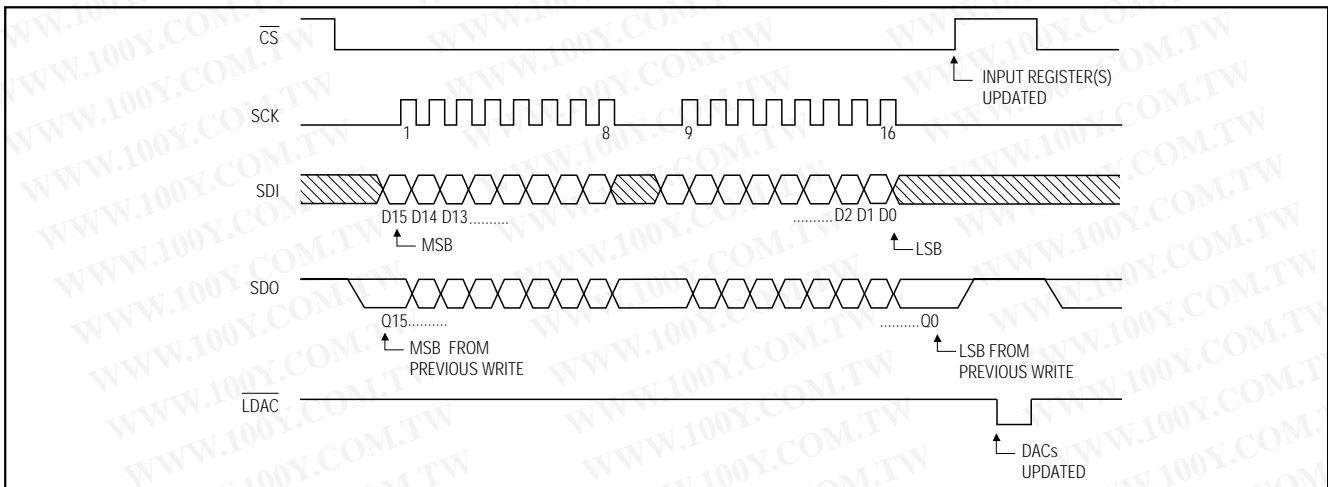 CS
INPUT REGISTER(S)
UPDATED
SCK
1
8
9
16
SDI
D15 D14 D13..........
..........D2 D1 D0
MSB
LSB
SDO
Q15..........
..........Q0
MSB FROM
PREVIOUS WRITE
LSB FROM
PREVIOUS WRITE
LDAC
DACs
UPDATED
WWW.100Y.COM.TW